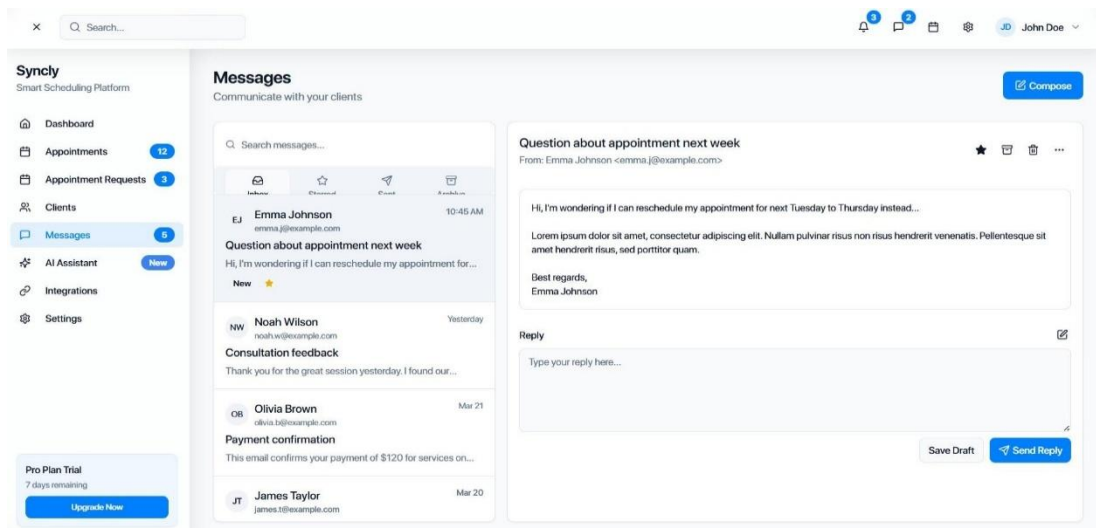 Search...
3
2
JD John Doe
Syncly
Smart Scheduling Platform
Dashboard
Appointments 12
Appointment Requests 3
Clients
Messages 5
AI Assistant New
Integrations
Settings
Pro Plan Trial
7 days remaining
Upgrade Now
Messages
Communicate with your clients
Compose
Search messages...
Inbox Starred Sent Archive
EJ Emma Johnson 10:45 AM
emma.j@example.com
Question about appointment next week
Hi, I'm wondering if I can reschedule my appointment for...
New
NW Noah Wilson Yesterday
noah.w@example.com
Consultation feedback
Thank you for the great session yesterday. I found our...
OB Olivia Brown Mar 21
olivia.b@example.com
Payment confirmation
This email confirms your payment of $120 for services on...
JT James Taylor Mar 20
james.t@example.com
Question about appointment next week
From: Emma Johnson <emma.j@example.com>
Hi, I'm wondering if I can reschedule my appointment for next Tuesday to Thursday instead...
Lorem ipsum dolor sit amet, consectetur adipiscing elit. Nullam pulvinar risus non risus hendrerit venenatis. Pellentesque sit
amet hendrerit risus, sed porttitor quam.
Best regards,
Emma Johnson
Reply
Type your reply here...
Save Draft
Send Reply